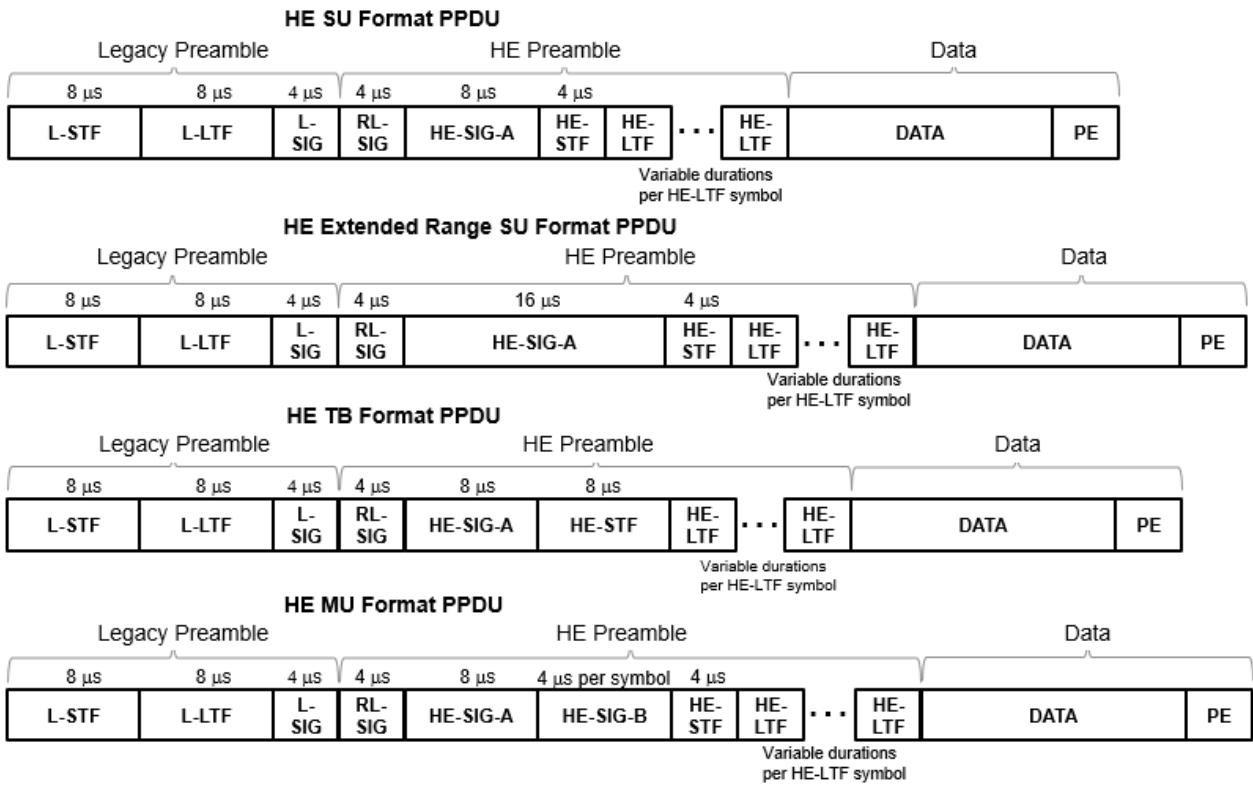 HE SU Format PPDU
Legacy Preamble HE Preamble Data
8 μs 8 μs 4 μs 4 μs 8 μs 4 μs
L-STF L-LTF L-SIG RL-SIG HE-SIG-A HE-STF HE-LTF ... HE-LTF DATA PE
Variable durations
per HE-LTF symbol
HE Extended Range SU Format PPDU
Legacy Preamble HE Preamble Data
8 μs 8 μs 4 μs 4 μs 16 μs 4 μs
L-STF L-LTF L-SIG RL-SIG HE-SIG-A HE-STF HE-LTF ... HE-LTF DATA PE
Variable durations
per HE-LTF symbol
HE TB Format PPDU
Legacy Preamble HE Preamble Data
8 μs 8 μs 4 μs 4 μs 8 μs 8 μs
L-STF L-LTF L-SIG RL-SIG HE-SIG-A HE-STF HE-LTF ... HE-LTF DATA PE
Variable durations
per HE-LTF symbol
HE MU Format PPDU
Legacy Preamble HE Preamble Data
8 μs 8 μs 4 μs 4 μs 8 μs 4 μs per symbol 4 μs
L-STF L-LTF L-SIG RL-SIG HE-SIG-A HE-SIG-B HE-STF HE-LTF ... HE-LTF DATA PE
Variable durations
per HE-LTF symbol